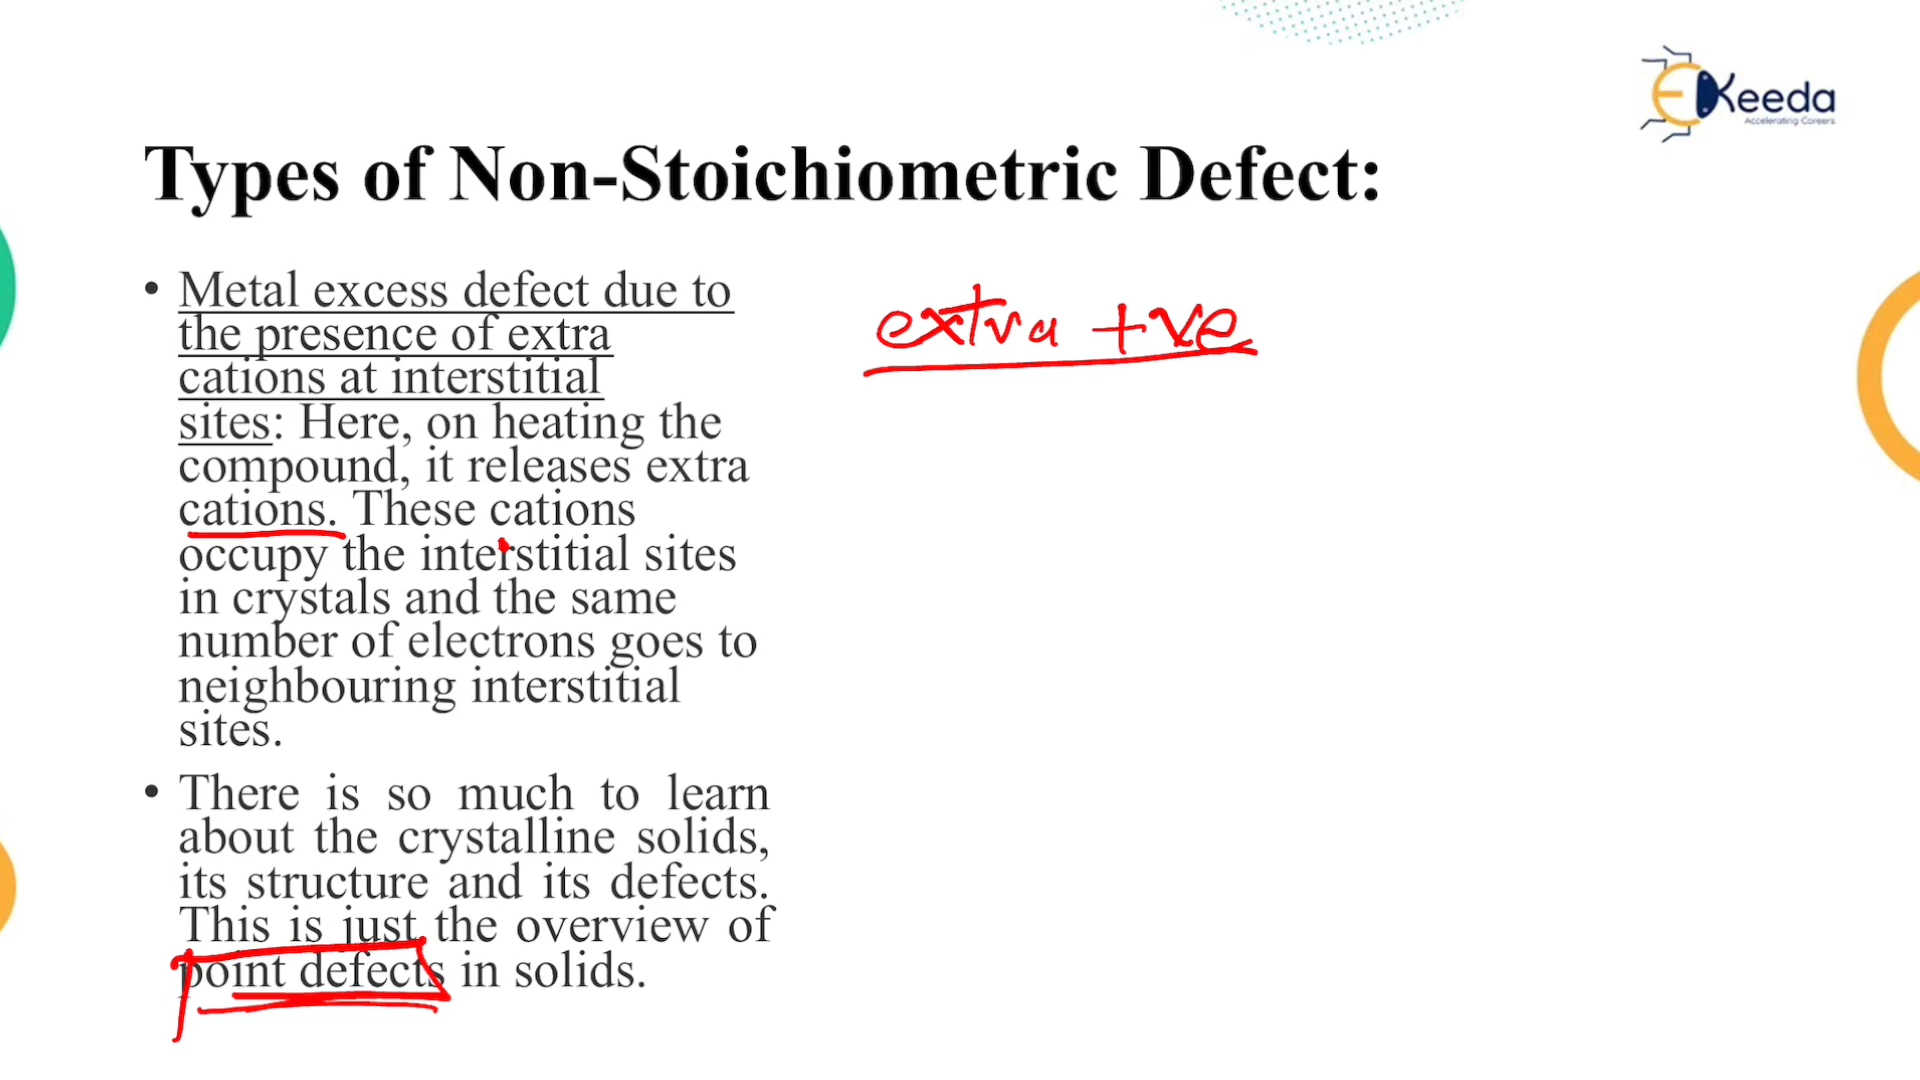 Keeda
Accelerating Careers
Types of Non-Stoichiometric Defect:
• Metal excess defect due to
the presence of extra
cations at interstitial
sites: Here, on heating the
compound, it releases extra
cations. These cations
occupy the interstitial sites
in crystals and the same
number of electrons goes to
neighbouring interstitial
sites.
• There is so much to learn
about the crystalline solids,
its structure and its defects.
This is just the overview of
point defects in solids.
extra +ve